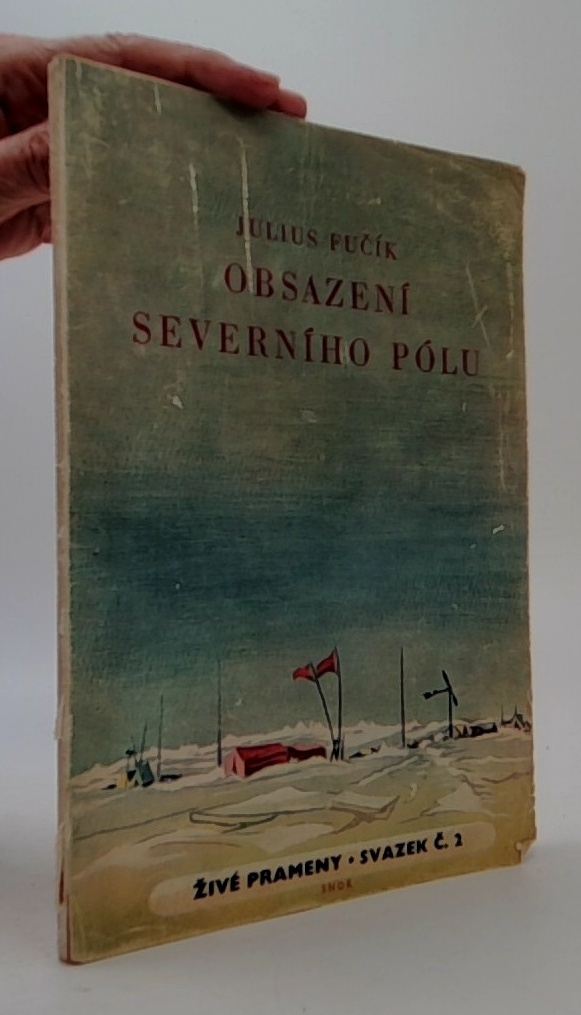 JULIUS FUČÍK
OBSAZENÍ
SEVERNÍHO PÓLU
ŽIVÉ PRAMENY • SVAZEK Č. 2
SNDK